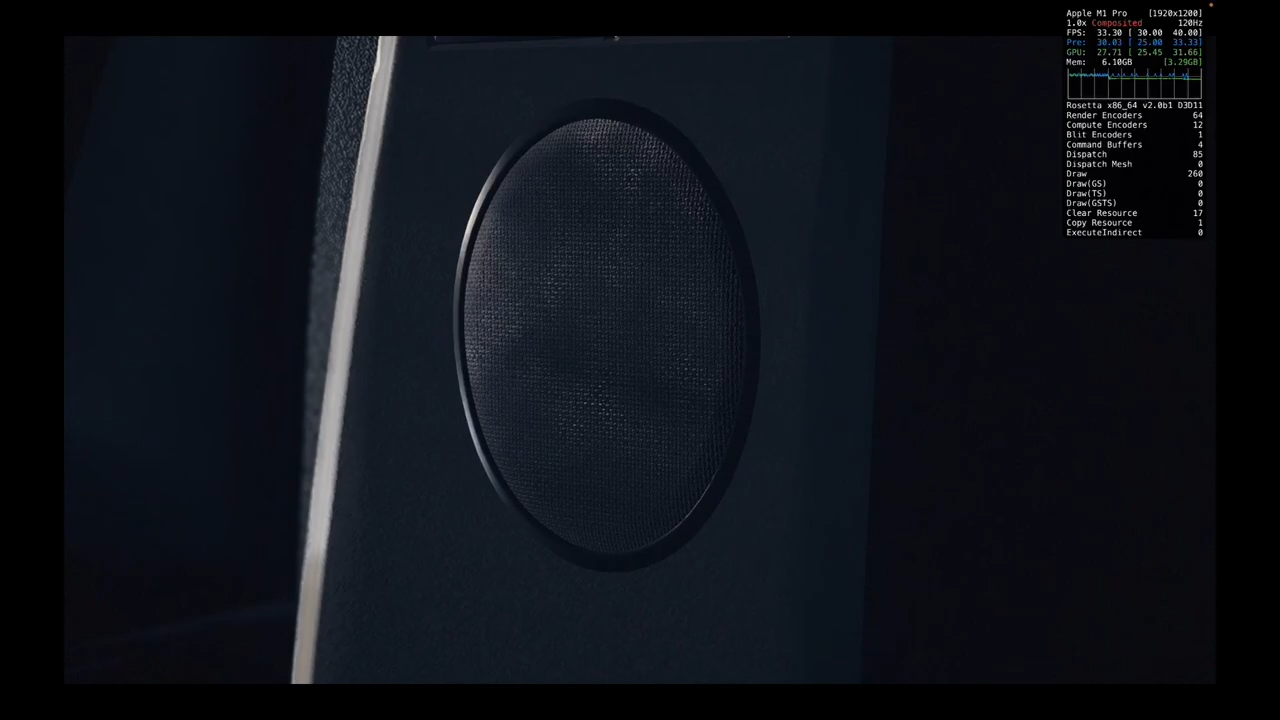 Apple M1 Pro [1920x1200]
1.0x Composited 120Hz
FPS: 33.30 [ 30.00 40.00]
Pre: 30.03 [ 25.00 33.33]
GPU: 27.71 [ 25.45 31.66]
Mem: 6.10GB [3.29GB]
Rosetta x86_64 v2.0b1 D3D11
Render Encoders 64
Compute Encoders 12
Blit Encoders 1
Command Buffers 4
Dispatch 85
Dispatch Mesh 0
Draw 260
Draw(GS) 0
Draw(TS) 0
Draw(GSTS) 0
Clear Resource 17
Copy Resource 1
ExecuteIndirect 0